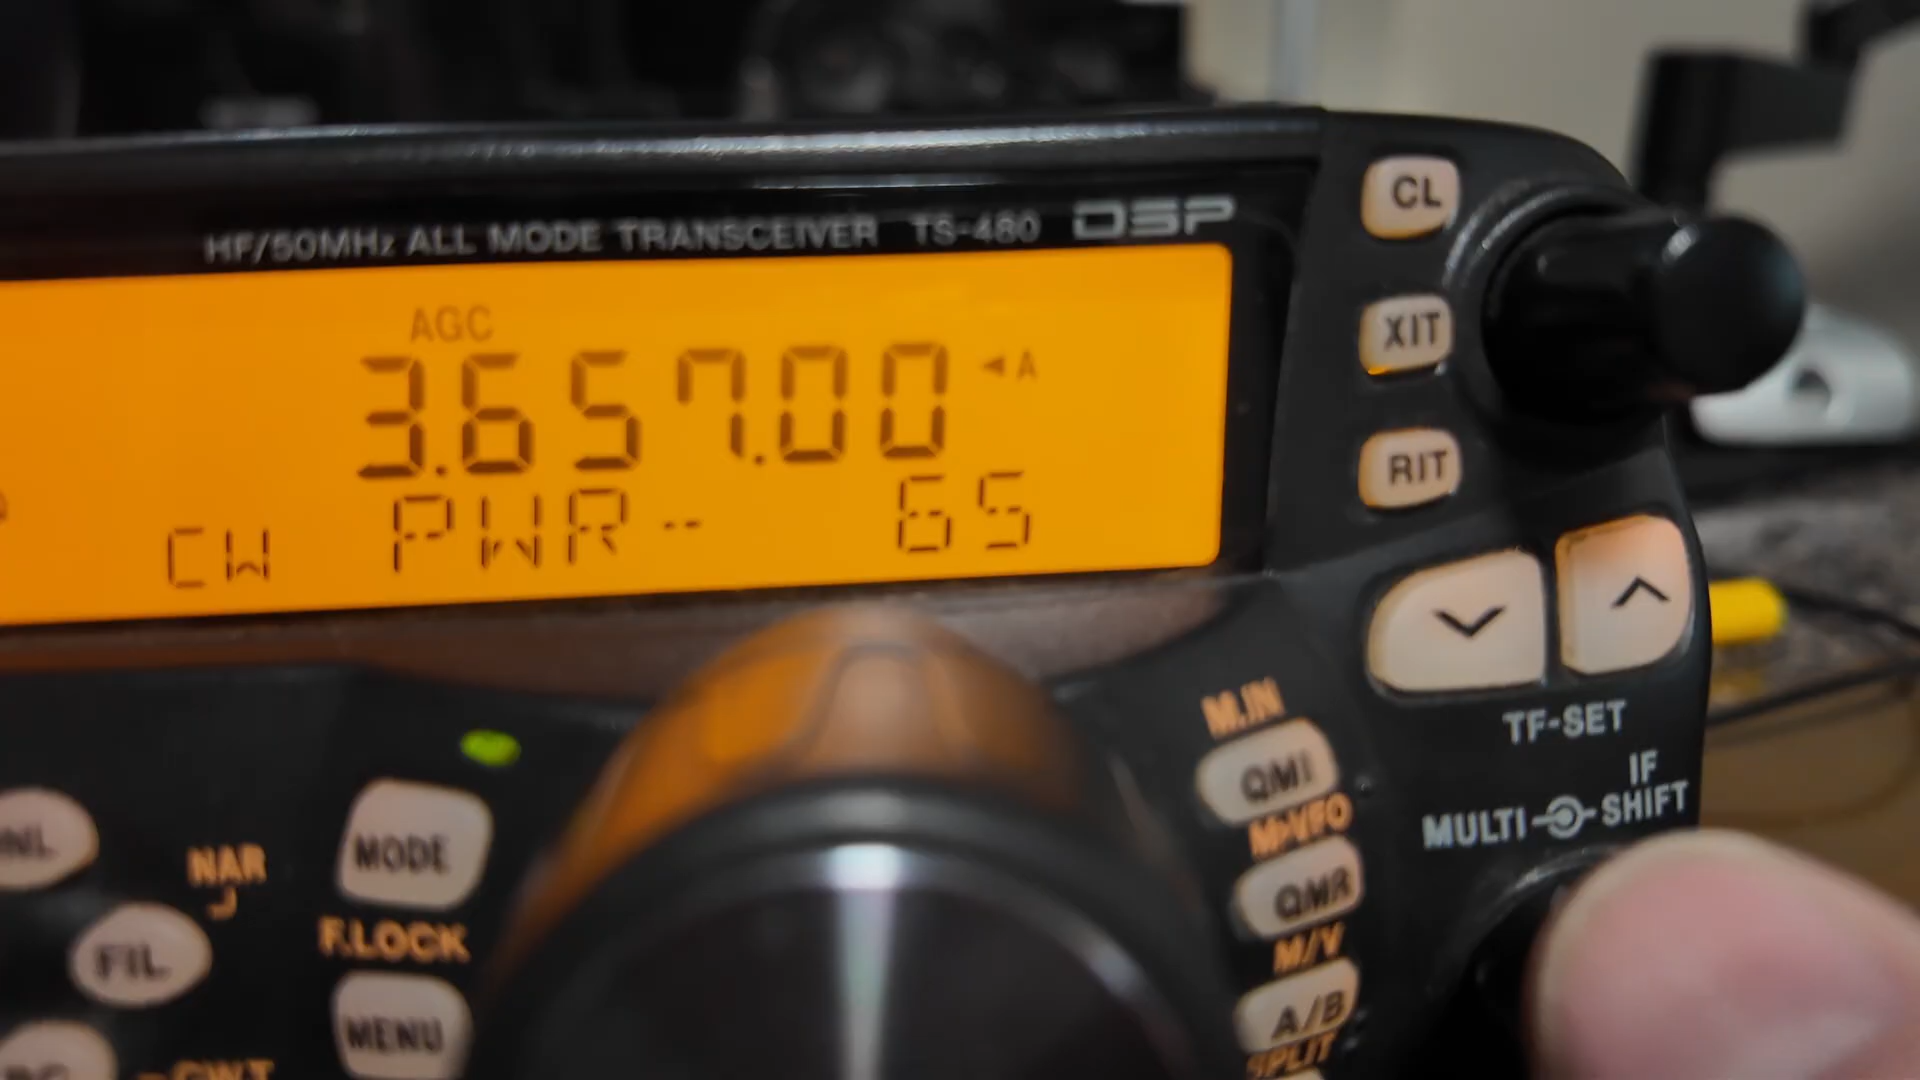 HF/50MHz ALL MODE TRANSCEIVER TS-480 DSP
AGC
3.657.00 ◄A
CW PWR-- 65
CL
XIT
RIT
TF-SET
IF
MULTI SHIFT
M.IN
QMI
M▸VFO
QMR
M/V
A/B
SPLIT
NAR
MODE
FIL
F.LOCK
MENU